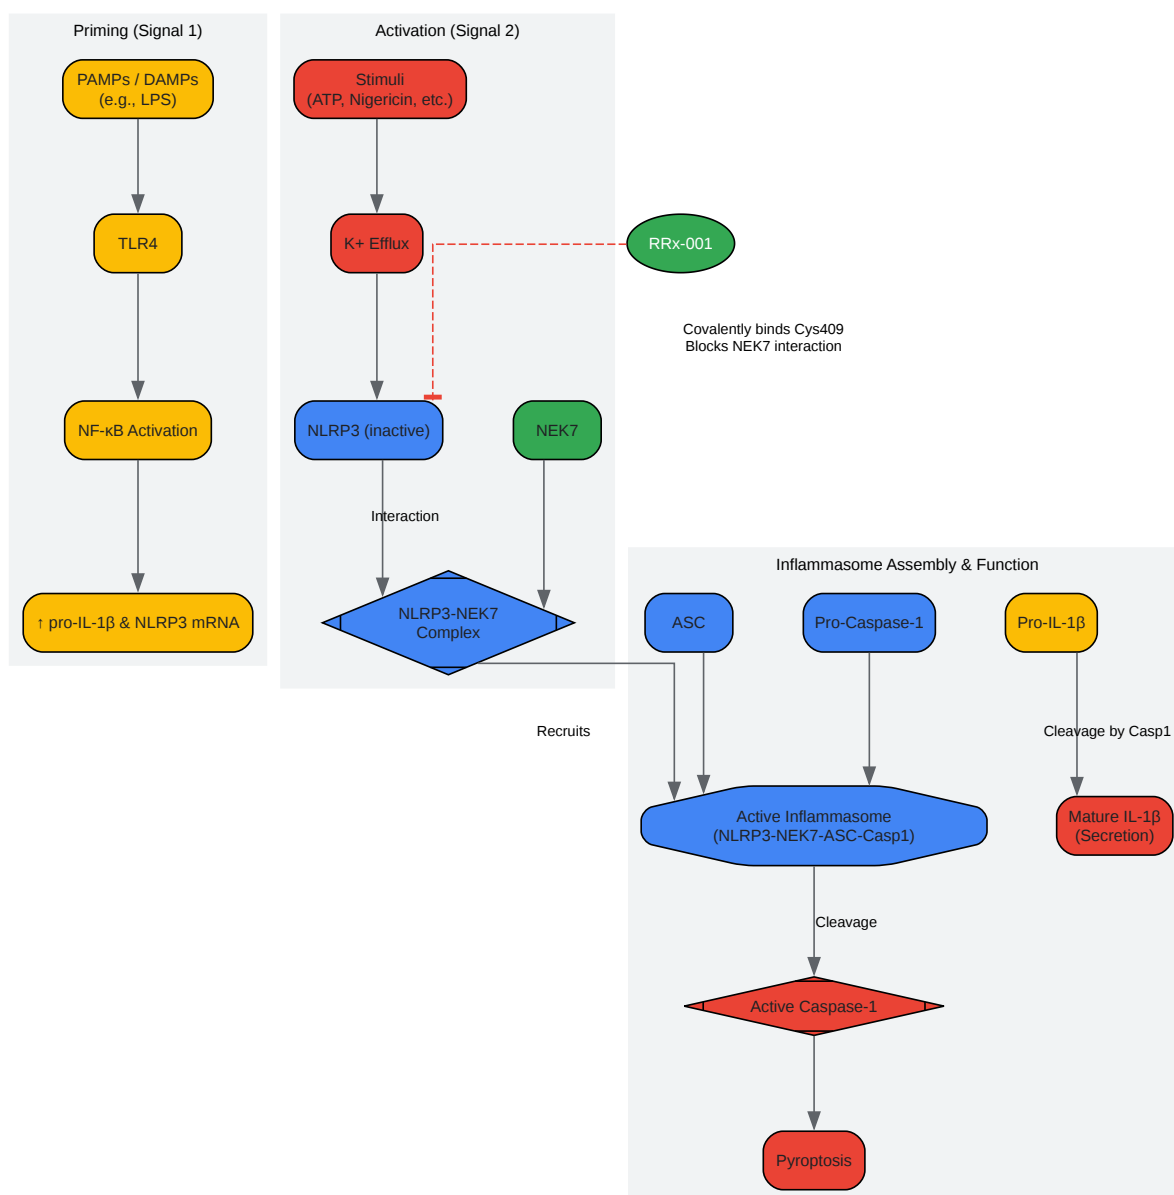 Priming (Signal 1)
PAMPs / DAMPs
(e.g., LPS)
TLR4
NF-κB Activation
↑ pro-IL-1β & NLRP3 mRNA
Activation (Signal 2)
Stimuli
(ATP, Nigericin, etc.)
K+ Efflux
NLRP3 (inactive)
NEK7
Interaction
NLRP3-NEK7
Complex
RRx-001
Covalently binds Cys409
Blocks NEK7 interaction
Recruits
Inflammasome Assembly & Function
ASC
Pro-Caspase-1
Pro-IL-1β
Cleavage by Casp1
Active Inflammasome
(NLRP3-NEK7-ASC-Casp1)
Mature IL-1β
(Secretion)
Cleavage
Active Caspase-1
Pyroptosis